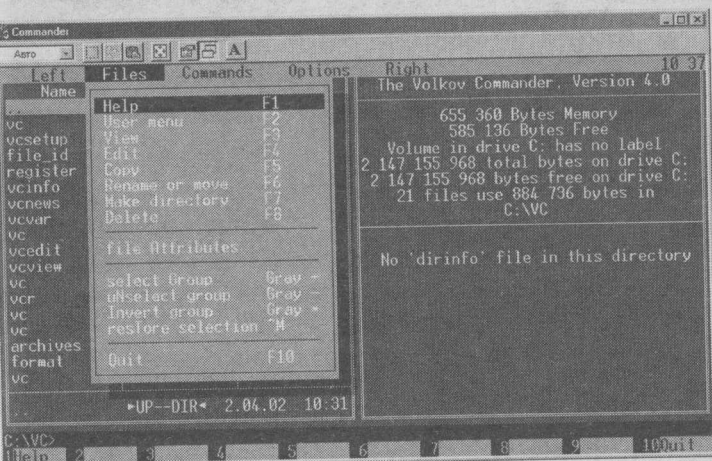 Commander
Авто
A
Left Files Commands Options Right 10 37
Name
..
vc
vcsetup
file_id
register
vcinfo
vcnews
vcvar
vc
vcedit
vcview
vc
vcr
vc
vc
archives
format
vc
..
Help F1
User menu F2
View F3
Edit F4
Copy F5
Rename or move F6
Make directory F7
Delete F8
file Attributes
select Group Gray
uNselect group Gray
Invert group Gray
restore selection ^M
Quit F10
►UP--DIR◄ 2.04.02 10:31
The Volkov Commander, Version 4.0
655 360 Bytes Memory
585 136 Bytes Free
Volume in drive C: has no label
2 147 155 968 total bytes on drive C:
2 147 155 968 bytes free on drive C:
21 files use 884 736 bytes in
C:\VC
No 'dirinfo' file in this directory
C:\VC>
1Help 2 3 4 5 6 7 8 9 10Quit